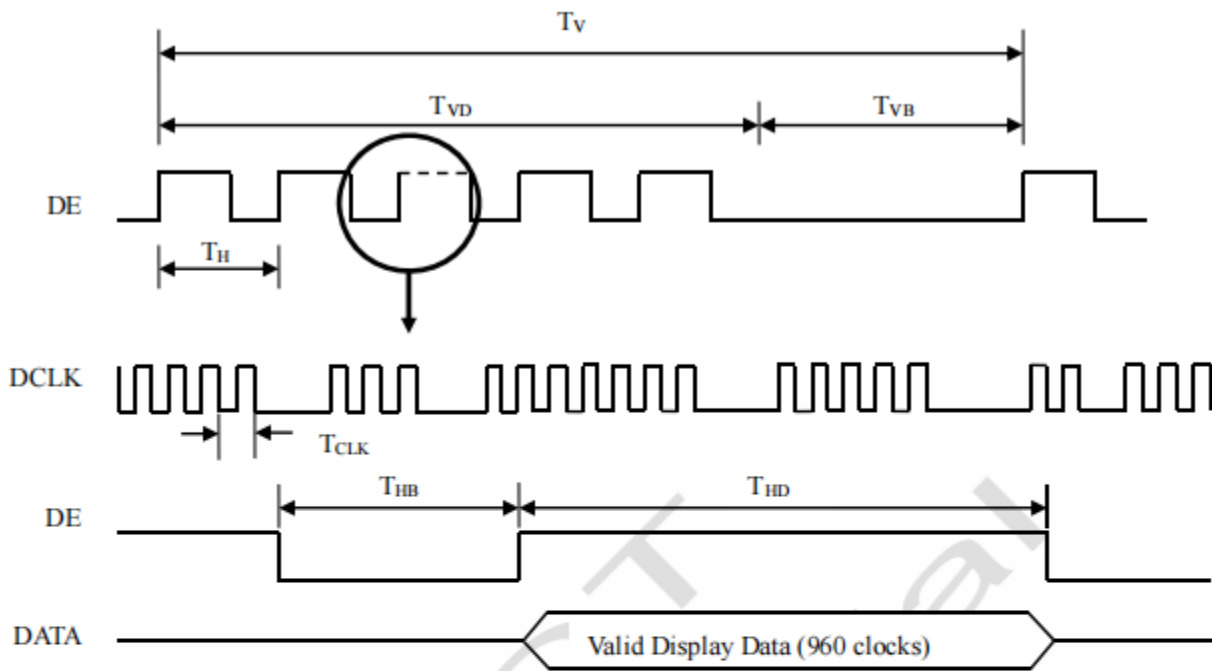 TV
TVD
TVB
DE
TH
DCLK
TCLK
THB
THD
DE
DATA
Valid Display Data (960 clocks)